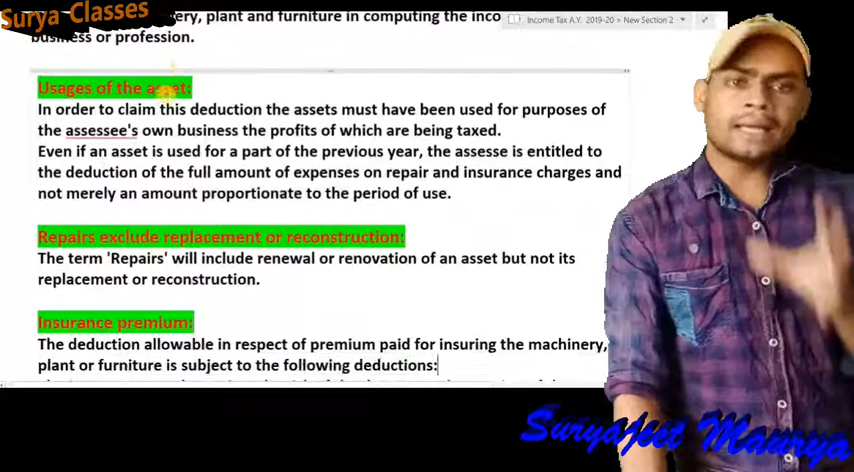 Surya Classes
ry, plant and furniture in computing the inco
business or profession.
Income Tax A.Y. 2019-20 > New Section 2
Usages of the asset:
In order to claim this deduction the assets must have been used for purposes of
the assessee's own business the profits of which are being taxed.
Even if an asset is used for a part of the previous year, the assesse is entitled to
the deduction of the full amount of expenses on repair and insurance charges and
not merely an amount proportionate to the period of use.
Repairs exclude replacement or reconstruction:
The term 'Repairs' will include renewal or renovation of an asset but not its
replacement or reconstruction.
Insurance premium:
The deduction allowable in respect of premium paid for insuring the machinery,
plant or furniture is subject to the following deductions:
Suryajeet Maurya